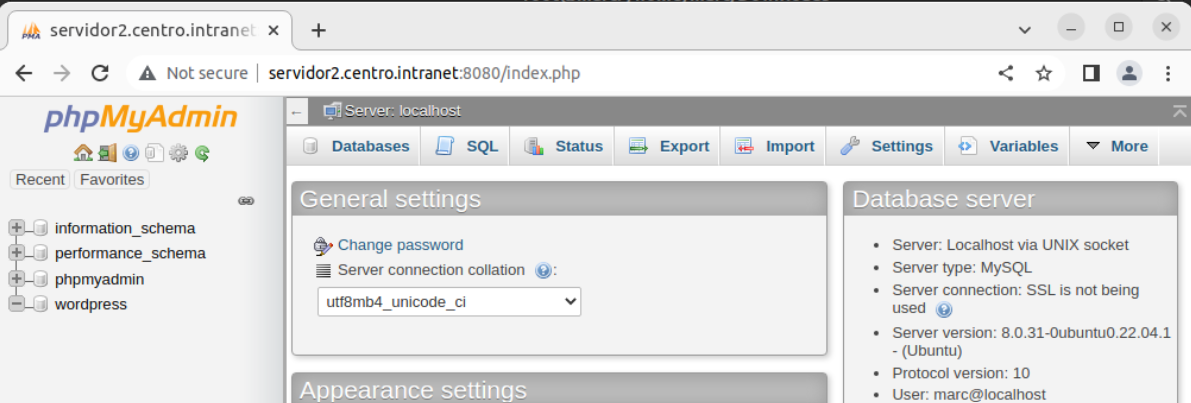 servidor2.centro.intranet
Not secure
servidor2.centro.intranet:8080/index.php
phpMyAdmin
Recent Favorites
information_schema
performance_schema
phpmyadmin
wordpress
Server: localhost
Databases SQL Status Export Import Settings Variables More
General settings
Change password
Server connection collation :
utf8mb4_unicode_ci
Appearance settings
Database server
Server: Localhost via UNIX socket
Server type: MySQL
Server connection: SSL is not being
used
Server version: 8.0.31-0ubuntu0.22.04.1
- (Ubuntu)
Protocol version: 10
User: marc@localhost